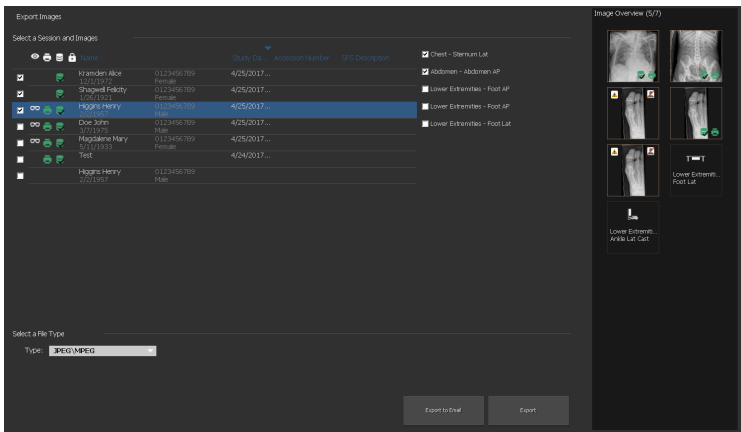 Export Images
Image Overview (5/7)
Select a Session and Images
Name Study Da... Accession Number SPS Description
Kramden Alice 0123456789 4/25/2017...
12/1/1972 Female
Shagwell Felicity 0123456789 4/25/2017...
1/26/1921 Female
Higgins Henry 0123456789 4/25/2017...
2/2/1957 Male
Doe John 0123456789 4/25/2017...
3/7/1975 Male
Magdalene Mary 0123456789 4/25/2017...
5/11/1933 Female
Test 4/24/2017...
Higgins Henry 0123456789
2/2/1957 Male
Chest - Sternum Lat
Abdomen - Abdomen AP
Lower Extremities - Foot AP
Lower Extremities - Foot AP
Lower Extremities - Foot Lat
Lower Extremiti...
Foot Lat
Lower Extremiti...
Ankle Lat Cast
Select a File Type
Type: JPEG\MPEG
Export to Email
Export